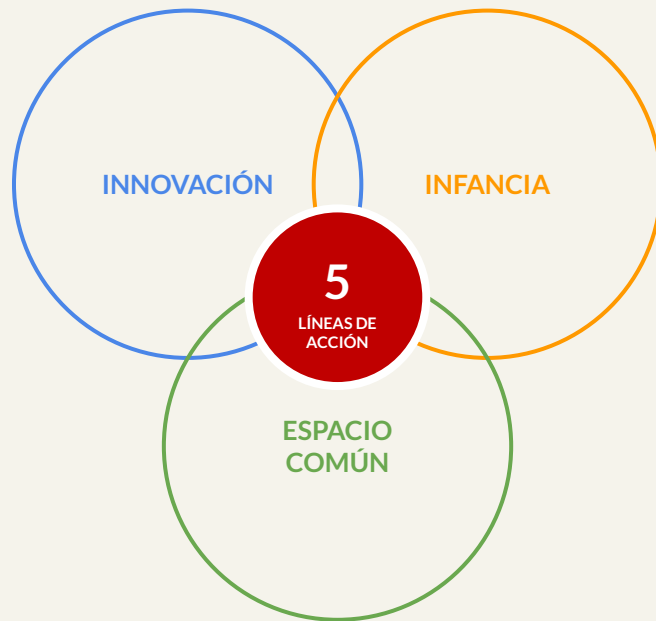 INNOVACIÓN
INFANCIA
5
LÍNEAS DE
ACCIÓN
ESPACIO
COMÚN